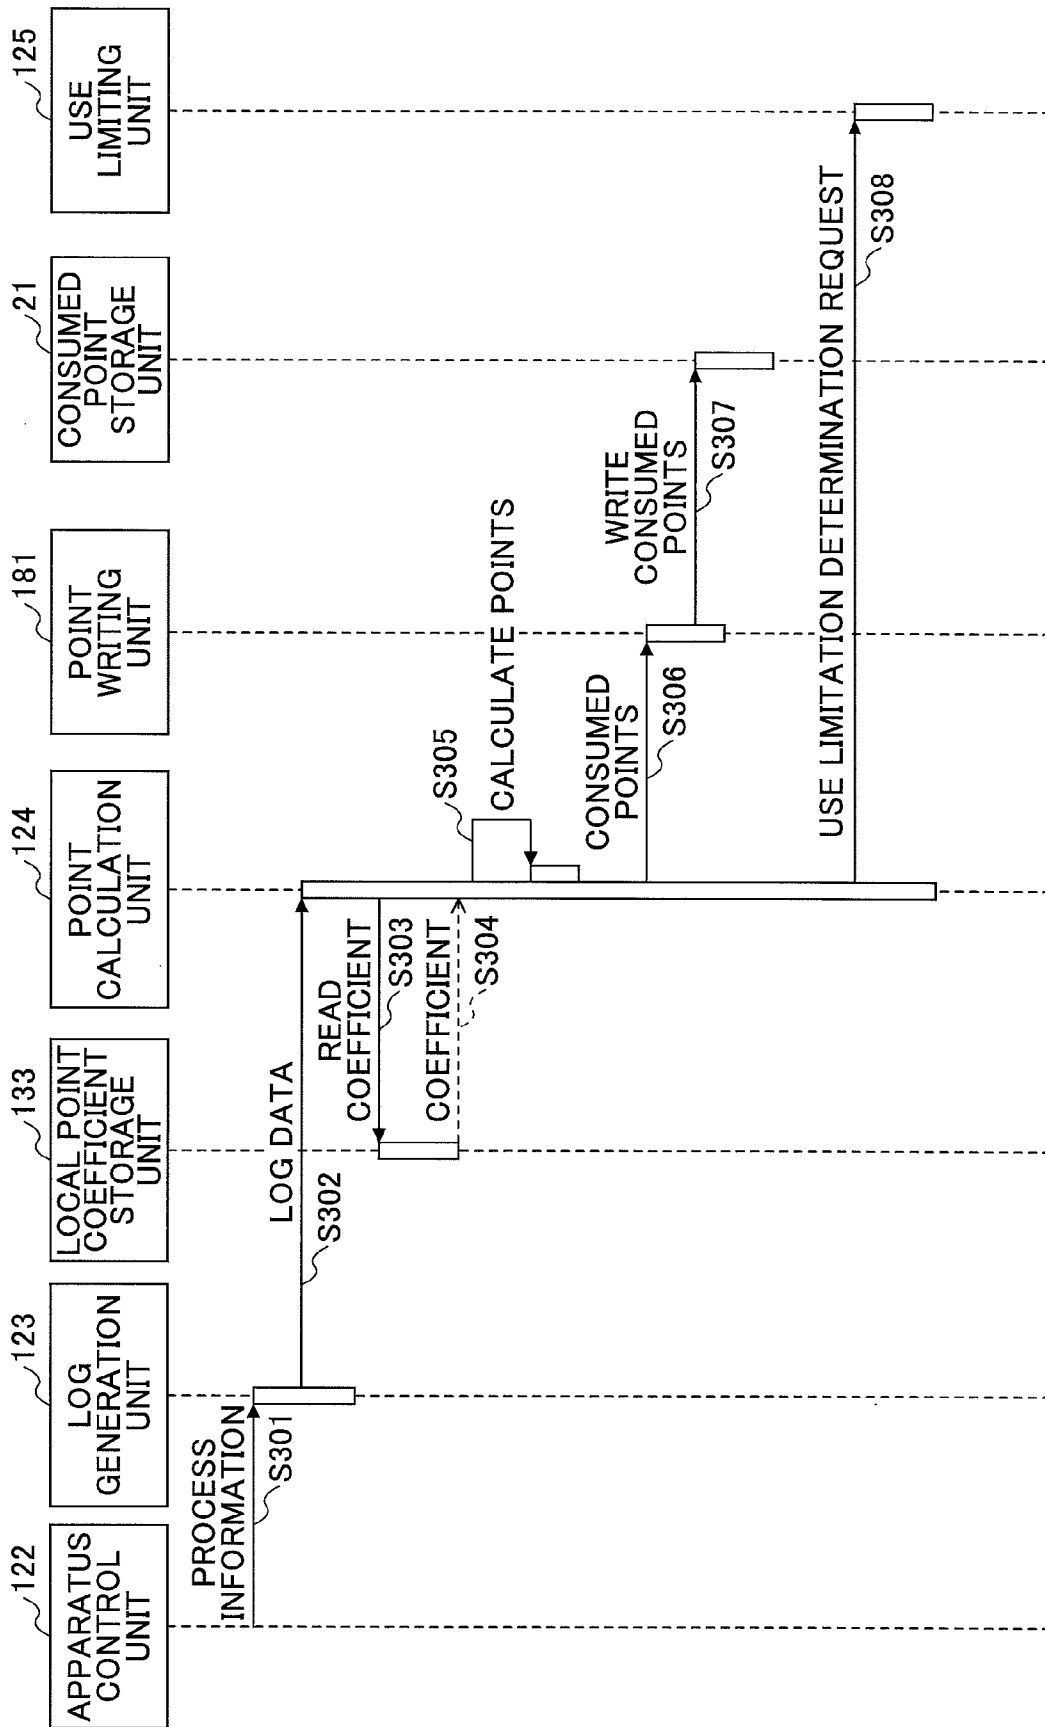 122
APPARATUS
CONTROL
UNIT
123
LOG
GENERATION
UNIT
133
LOCAL POINT
COEFFICIENT
STORAGE
UNIT
124
POINT
CALCULATION
UNIT
181
POINT
WRITING
UNIT
21
CONSUMED
POINT
STORAGE
UNIT
125
USE
LIMITING
UNIT
PROCESS
INFORMATION
S301
LOG DATA
S302
READ
COEFFICIENT
S303
COEFFICIENT
S304
S305
CALCULATE POINTS
CONSUMED
POINTS
S306
WRITE
CONSUMED
POINTS
S307
USE LIMITATION DETERMINATION REQUEST
S308